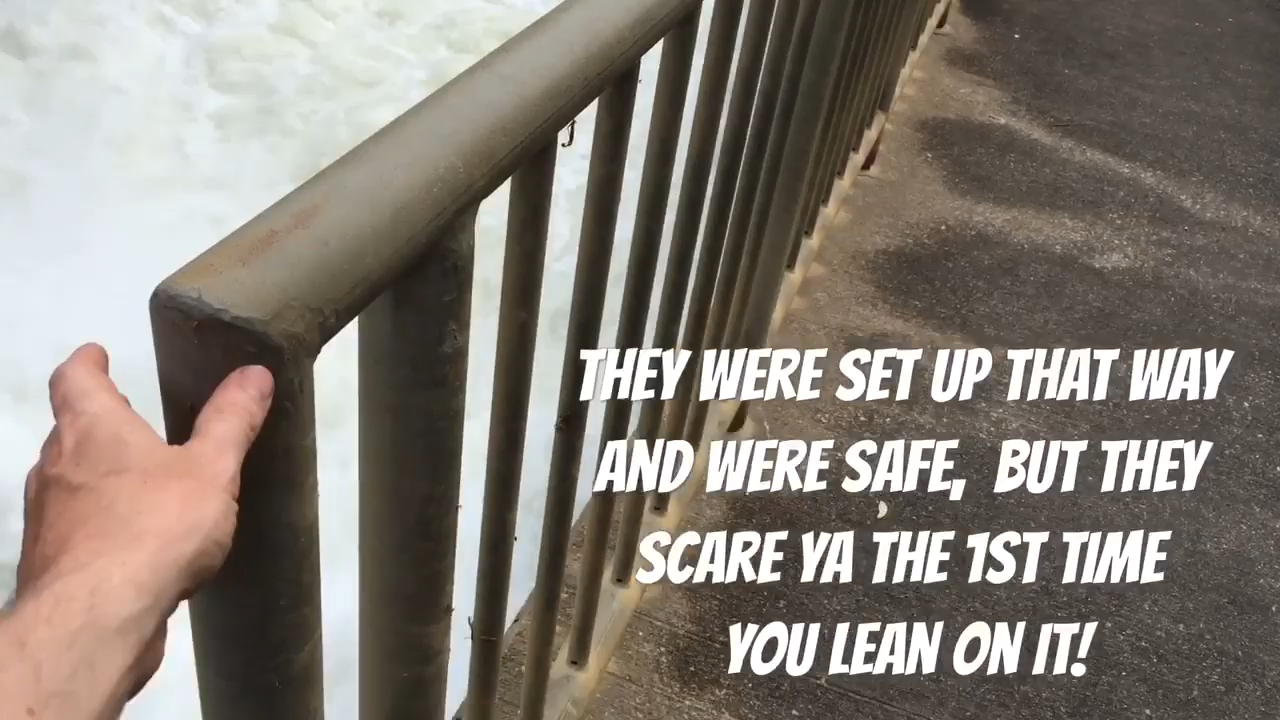 THEY WERE SET UP THAT WAY
AND WERE SAFE, BUT THEY
SCARE YA THE 1ST TIME
YOU LEAN ON IT!